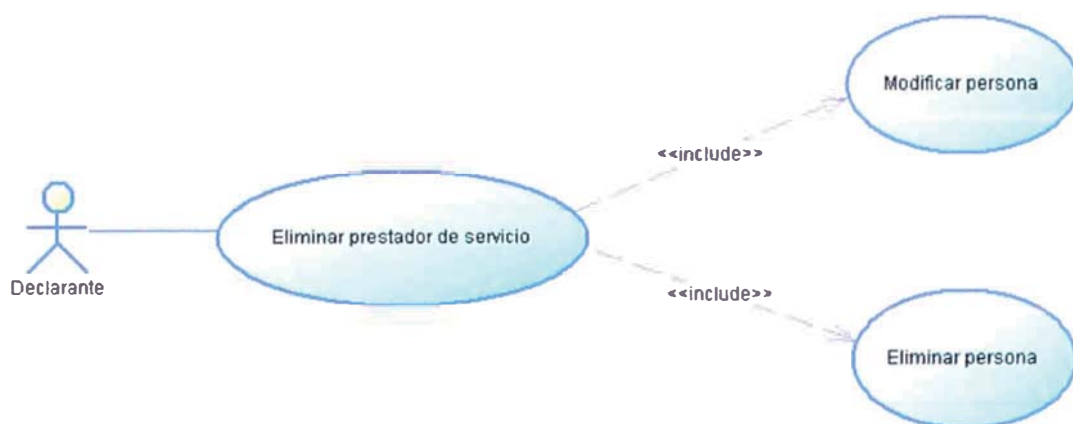 Modificar persona
<<include>>
Eliminar prestador de servicio
Declarante
<<include>>
Eliminar persona